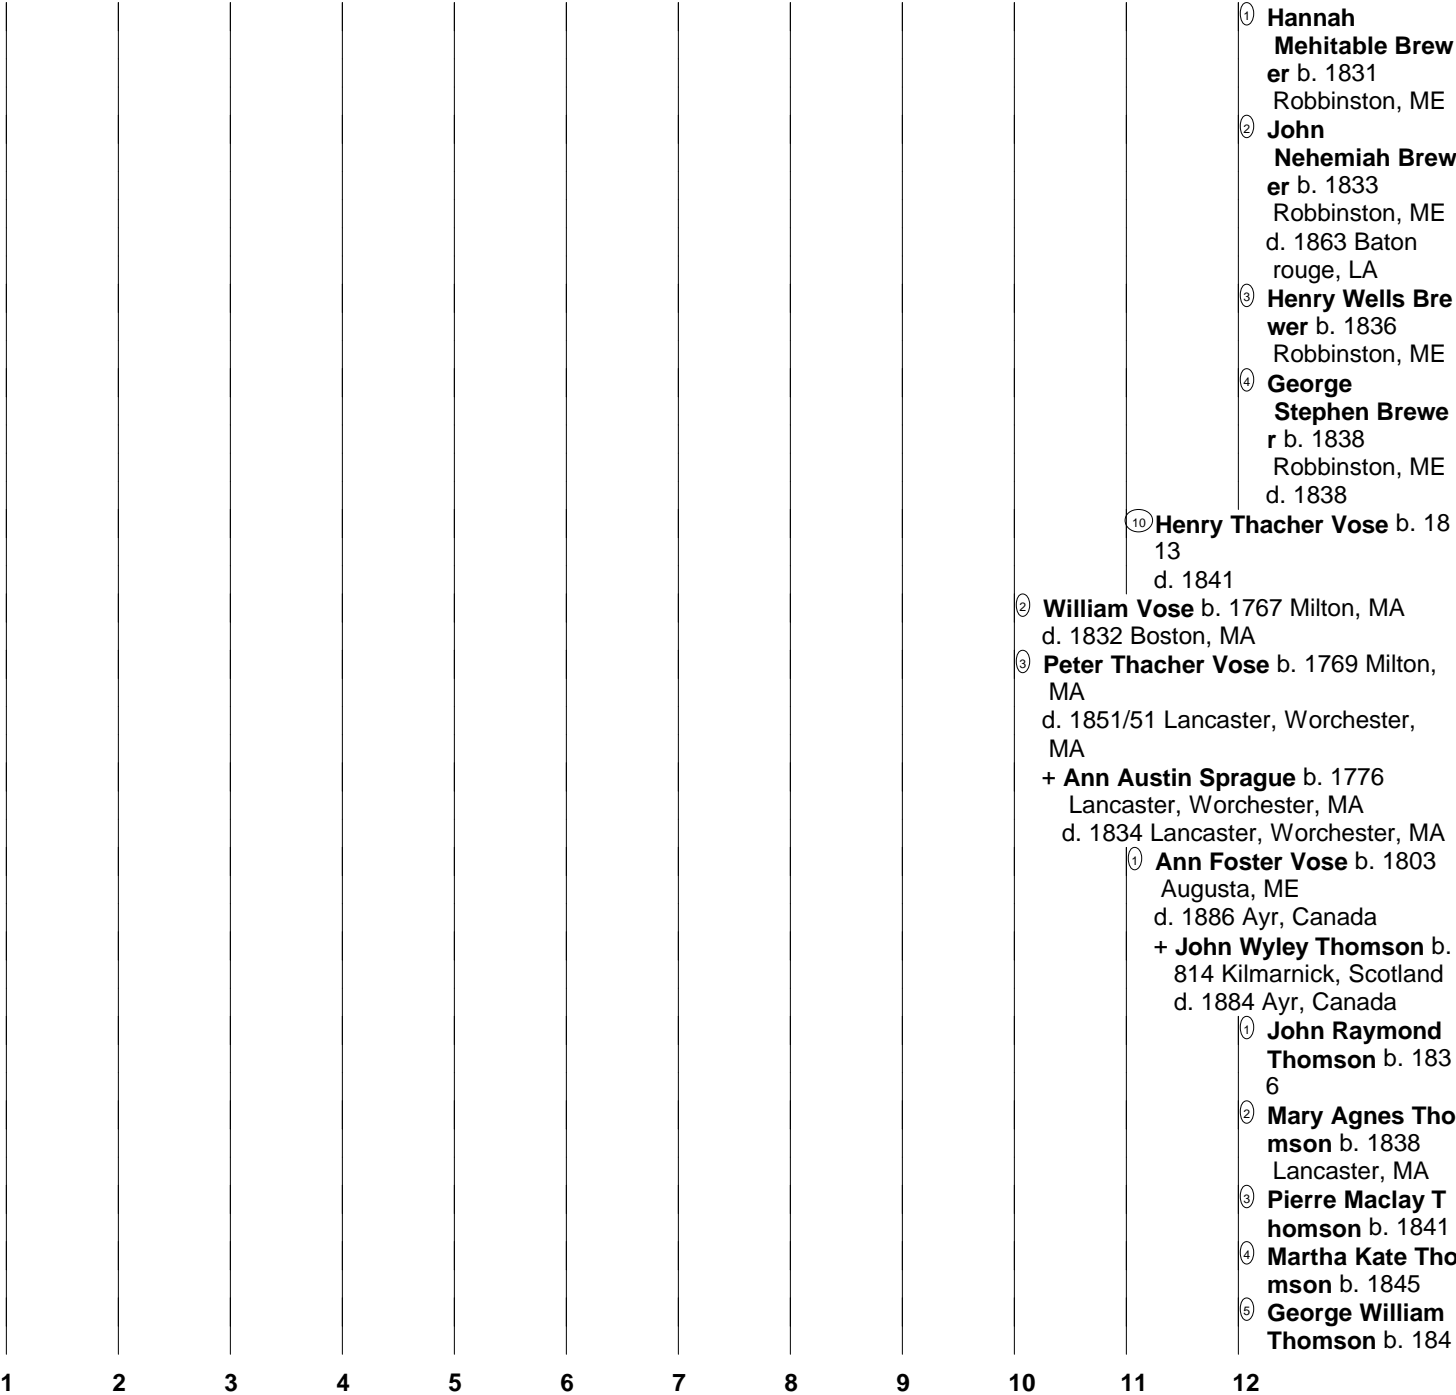 1 Hannah
Mehitable Brew
er b. 1831
Robbinston, ME
2 John
Nehemiah Brew
er b. 1833
Robbinston, ME
d. 1863 Baton
rouge, LA
3 Henry Wells Bre
wer b. 1836
Robbinston, ME
4 George
Stephen Brewe
r b. 1838
Robbinston, ME
d. 1838
10 Henry Thacher Vose b. 18
13
d. 1841
2 William Vose b. 1767 Milton, MA
d. 1832 Boston, MA
3 Peter Thacher Vose b. 1769 Milton,
MA
d. 1851/51 Lancaster, Worchester,
MA
+ Ann Austin Sprague b. 1776
Lancaster, Worchester, MA
d. 1834 Lancaster, Worchester, MA
1 Ann Foster Vose b. 1803
Augusta, ME
d. 1886 Ayr, Canada
+ John Wyley Thomson b.
814 Kilmarnick, Scotland
d. 1884 Ayr, Canada
1 John Raymond
Thomson b. 183
6
2 Mary Agnes Tho
mson b. 1838
Lancaster, MA
3 Pierre Maclay T
homson b. 1841
4 Martha Kate Tho
mson b. 1845
5 George William
Thomson b. 184
1 2 3 4 5 6 7 8 9 10 11 12